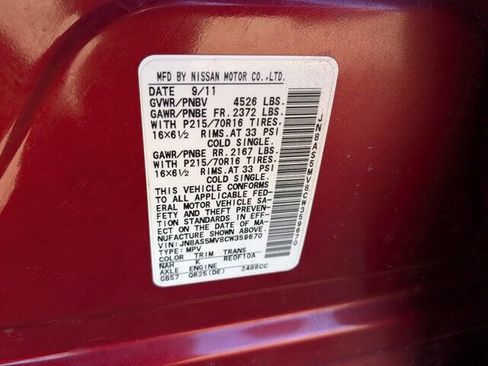 MFD BY NISSAN MOTOR CO.,LTD.
DATE 9/11
GVWR/PNBV 4526 LBS.
GAWR/PNBE FR. 2372 LBS.
WITH P215/70R16 TIRES.
16X6½ RIMS. AT 33 PSI
COLD SINGLE.
GAWR/PNBE RR. 2167 LBS.
WITH P215/70R16 TIRES.
16X6½ RIMS. AT 33 PSI
COLD SINGLE.
THIS VEHICLE CONFORMS
TO ALL APPLICABLE FED-
ERAL MOTOR VEHICLE SA-
FETY AND THEFT PREVENTION
STANDARDS IN EFF-
ECT ON THE DATE OF MA-
NUFACTURE SHOWN ABOVE.
VIN: JN8AS5MV8CW359670
TYPE: MPV
COLOR TRIM TRANS
NAH K RE0F10A
AXLE ENGINE
GB57 QR25(DE) 2488CC
JN8AS5MV8CW359670